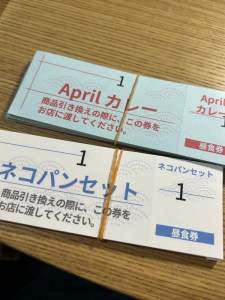 1
April カレー
商品引き換えの際に、この券を
お店に渡してください。
April
カレー
1
昼食券
1
ネコパンセット
商品引き換えの際に、この券を
お店に渡してください。
ネコパンセット
1
昼食券